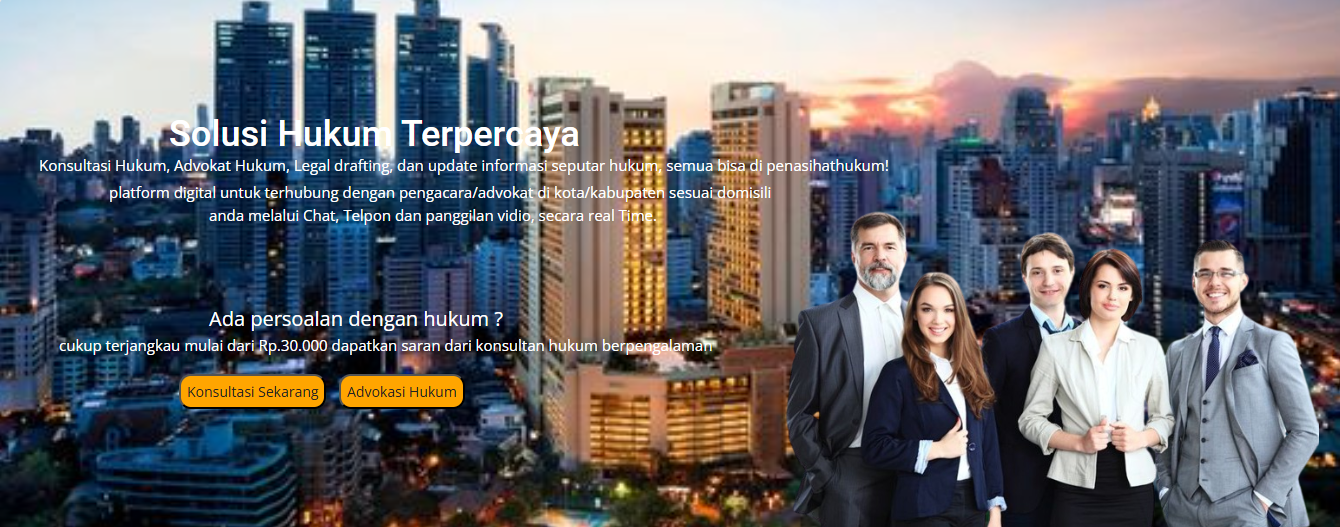 Solusi Hukum Terpercaya
Konsultasi Hukum, Advokat Hukum, Legal drafting, dan update informasi seputar hukum, semua bisa di penasihathukum!
platform digital untuk terhubung dengan pengacara/advokat di kota/kabupaten sesuai domisili
anda melalui Chat, Telpon dan panggilan vidio, secara real Time.
Ada persoalan dengan hukum ?
cukup terjangkau mulai dari Rp.30.000 dapatkan saran dari konsultan hukum berpengalaman
Konsultasi Sekarang
Advokasi Hukum